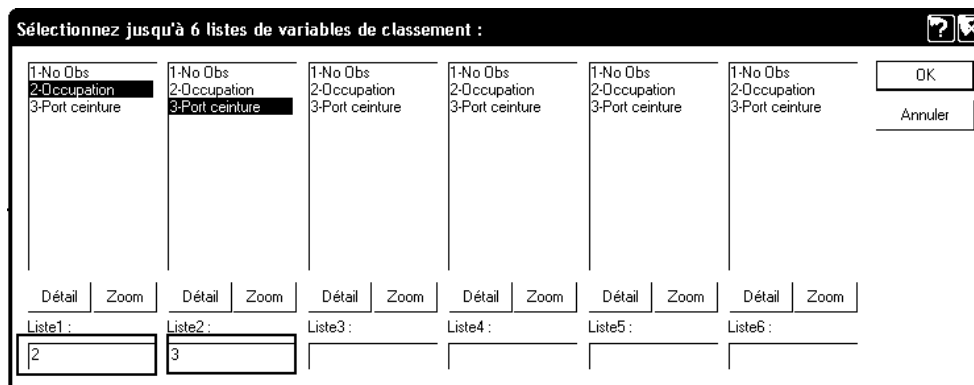 Sélectionnez jusqu'à 6 listes de variables de classement :
?
1-No Obs 1-No Obs 1-No Obs 1-No Obs 1-No Obs 1-No Obs
2-Occupation 2-Occupation 2-Occupation 2-Occupation 2-Occupation 2-Occupation
3-Port ceinture 3-Port ceinture 3-Port ceinture 3-Port ceinture 3-Port ceinture 3-Port ceinture
OK
Annuler
Détail Zoom Détail Zoom Détail Zoom Détail Zoom Détail Zoom Détail Zoom
Liste1 : Liste2 : Liste3 : Liste4 : Liste5 : Liste6 :
2 3